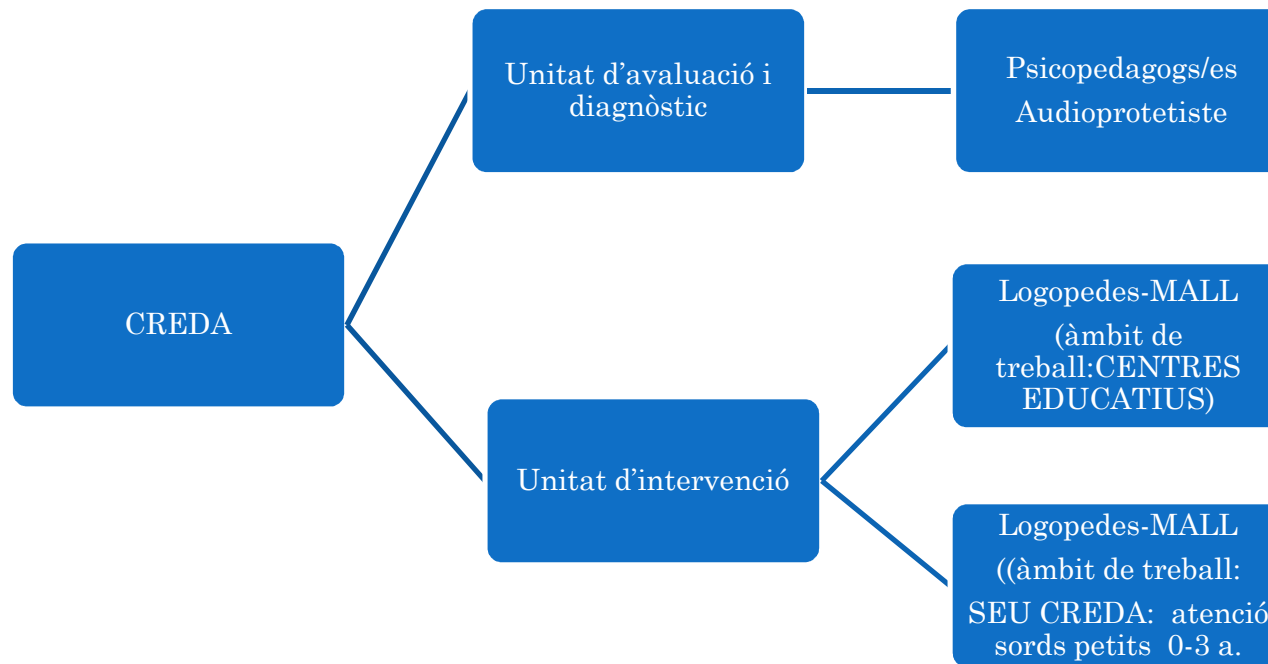 Unitat d’avaluació i
diagnòstic
Psicopedagogs/es
Audioprotetiste
CREDA
Logopedes-MALL
(àmbit de
treball:CENTRES
EDUCATIUS)
Unitat d’intervenció
Logopedes-MALL
((àmbit de treball:
SEU CREDA:  atenció
sords petits  0-3 a.